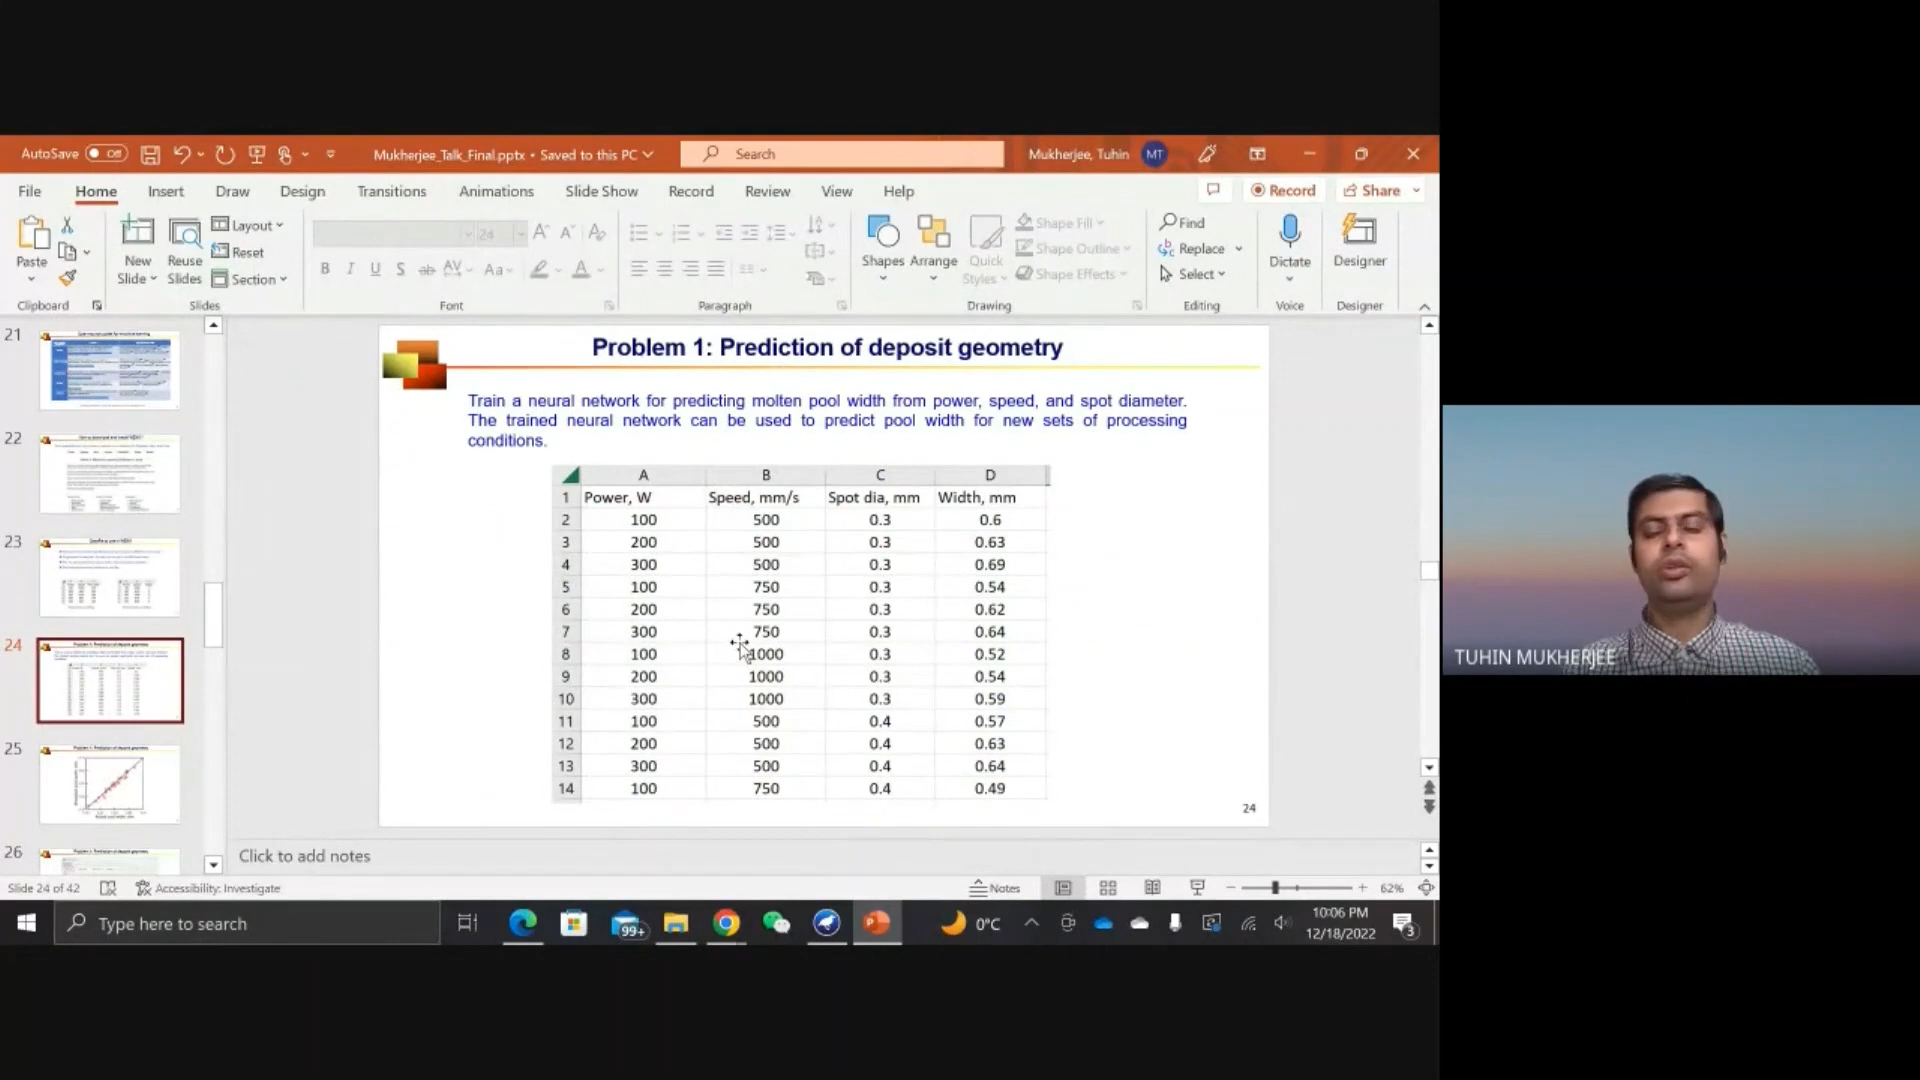 AutoSave Off Mukherjee_Talk_Final.pptx • Saved to this PC Search Mukherjee, Tuhin MT
File Home Insert Draw Design Transitions Animations Slide Show Record Review View Help Record Share
Paste New Slide Reuse Slides Layout Reset Section 24 Shapes Arrange Quick Styles Shape Fill Shape Outline Shape Effects Find Replace Select Dictate Designer
Clipboard Slides Font Paragraph Drawing Editing Voice Designer
21
22
23
24
25
26
Problem 1: Prediction of deposit geometry
Train a neural network for predicting molten pool width from power, speed, and spot diameter.
The trained neural network can be used to predict pool width for new sets of processing
conditions.
A B C D
1 Power, W Speed, mm/s Spot dia, mm Width, mm
2 100 500 0.3 0.6
3 200 500 0.3 0.63
4 300 500 0.3 0.69
5 100 750 0.3 0.54
6 200 750 0.3 0.62
7 300 750 0.3 0.64
8 100 1000 0.3 0.52
9 200 1000 0.3 0.54
10 300 1000 0.3 0.59
11 100 500 0.4 0.57
12 200 500 0.4 0.63
13 300 500 0.4 0.64
14 100 750 0.4 0.49
24
TUHIN MUKHERJEE
Click to add notes
Slide 24 of 42 Accessibility: Investigate Notes 62%
Type here to search 99+ 0°C 10:06 PM
12/18/2022 3